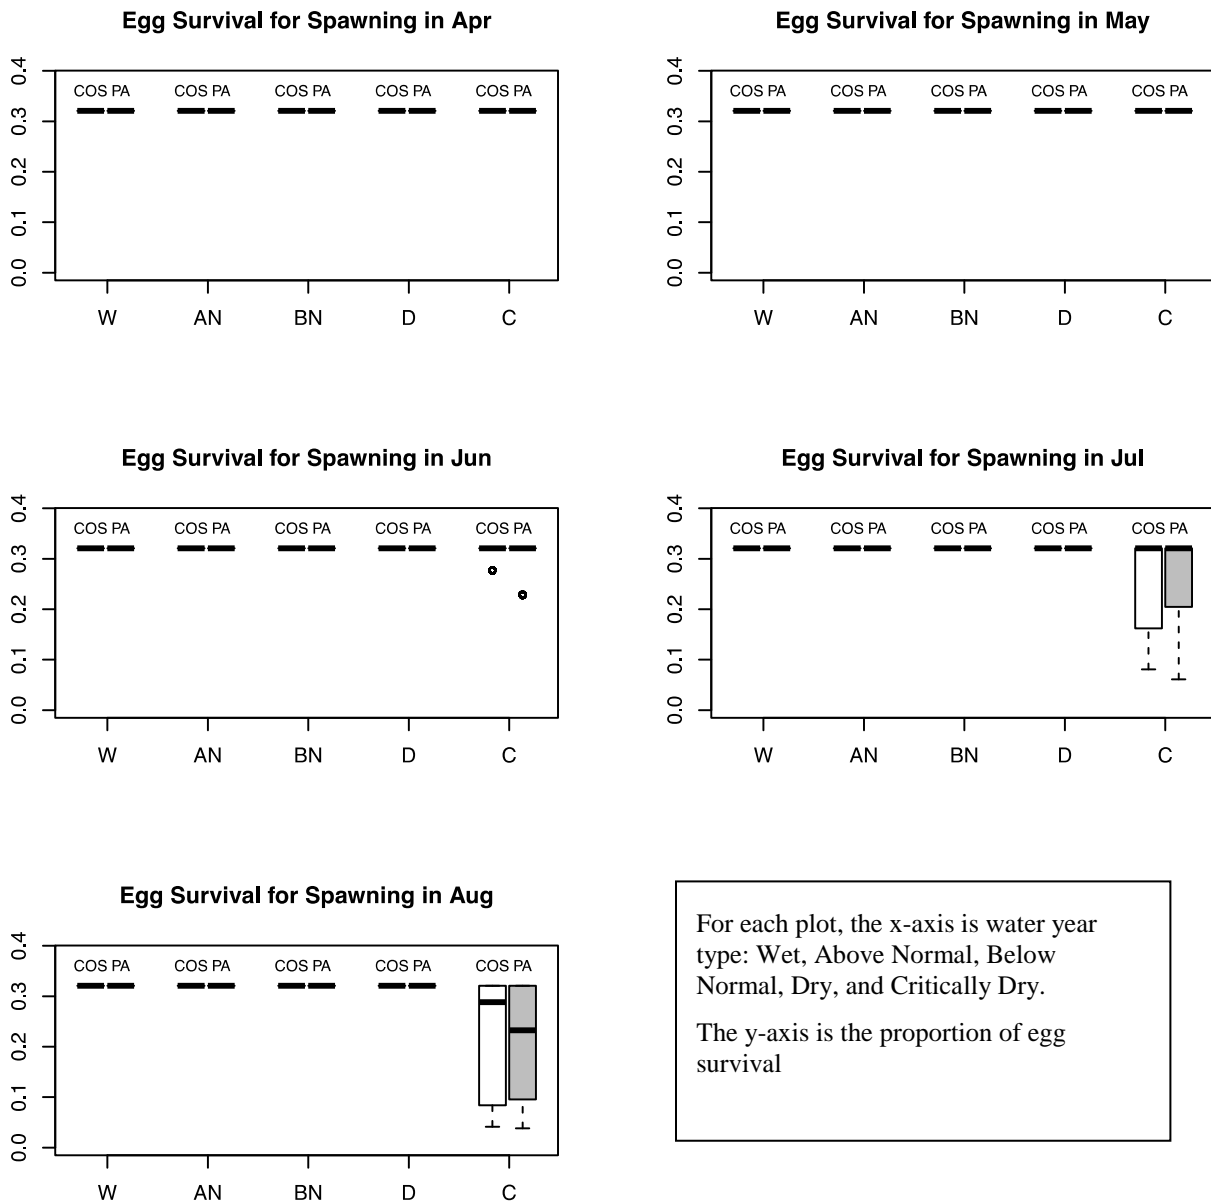 Egg Survival for Spawning in Apr
0.4
0.3
0.2
0.1
0.0
COS PA COS PA COS PA COS PA COS PA
W AN BN D C
Egg Survival for Spawning in May
0.4
0.3
0.2
0.1
0.0
COS PA COS PA COS PA COS PA COS PA
W AN BN D C
Egg Survival for Spawning in Jun
0.4
0.3
0.2
0.1
0.0
COS PA COS PA COS PA COS PA COS PA
W AN BN D C
Egg Survival for Spawning in Jul
0.4
0.3
0.2
0.1
0.0
COS PA COS PA COS PA COS PA COS PA
W AN BN D C
Egg Survival for Spawning in Aug
0.4
0.3
0.2
0.1
0.0
COS PA COS PA COS PA COS PA COS PA
W AN BN D C
For each plot, the x-axis is water year
type: Wet, Above Normal, Below
Normal, Dry, and Critically Dry.
The y-axis is the proportion of egg
survival